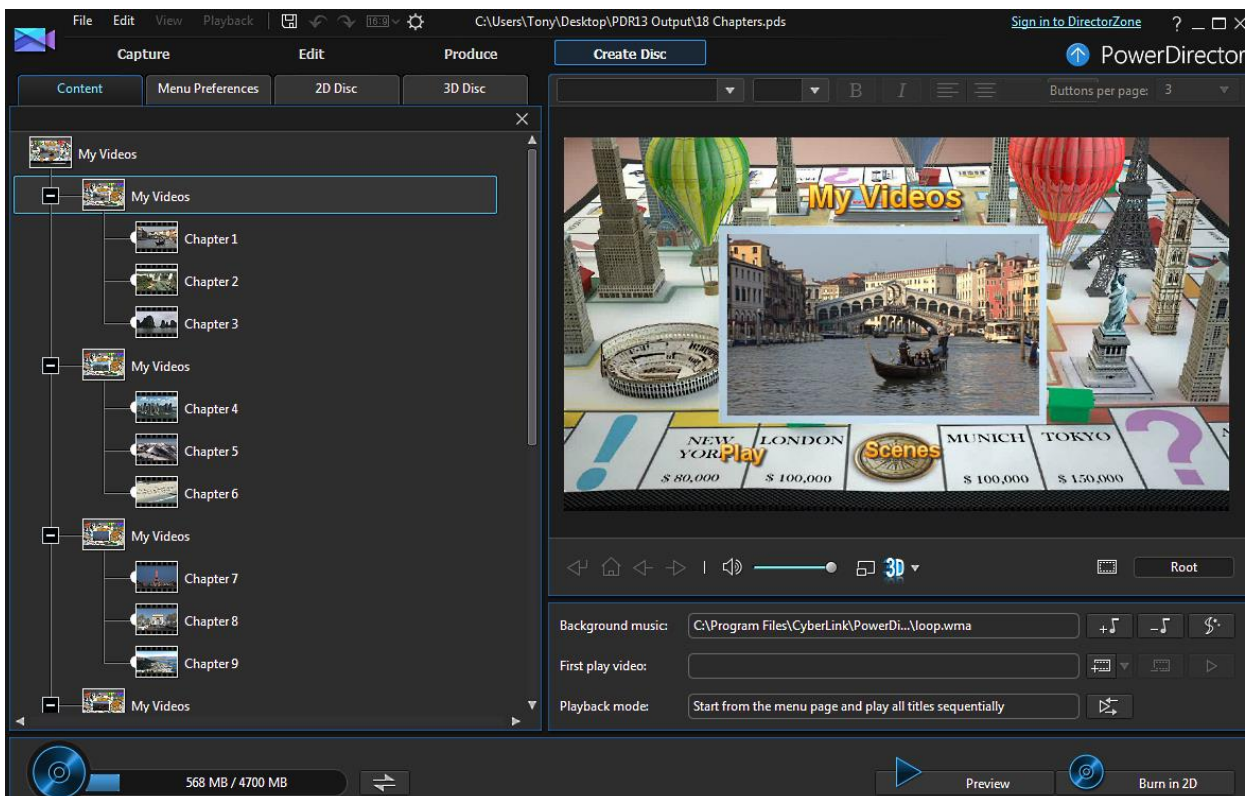 File Edit View Playback 16:9 C:\Users\Tony\Desktop\PDR13 Output\18 Chapters.pds Sign in to DirectorZone ?
Capture Edit Produce Create Disc PowerDirector
Content Menu Preferences 2D Disc 3D Disc
B I Buttons per page: 3
My Videos
My Videos
Chapter 1
Chapter 2
Chapter 3
My Videos
Chapter 4
Chapter 5
Chapter 6
My Videos
Chapter 7
Chapter 8
Chapter 9
My Videos
My Videos
NEW YORK LONDON MUNICH TOKYO
Play Scenes
$ 80,000 $ 100,000 $ 100,000 $ 150,000
3D Root
Background music: C:\Program Files\CyberLink\PowerDi...\loop.wma
First play video:
Playback mode: Start from the menu page and play all titles sequentially
568 MB / 4700 MB Preview Burn in 2D